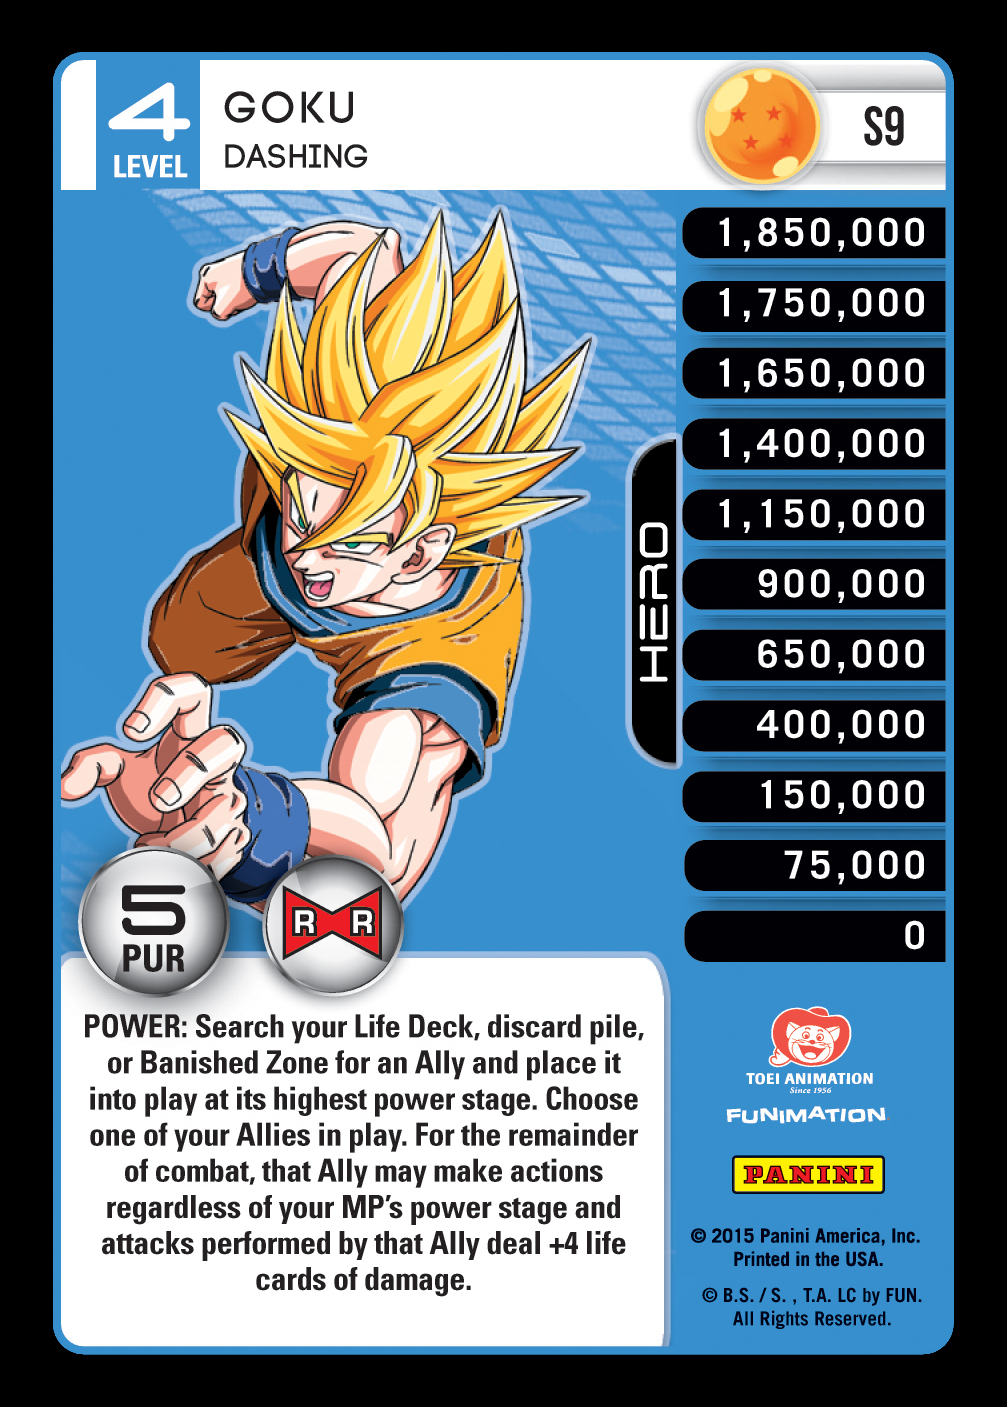 4
LEVEL
GOKU
DASHING
S9
1,850,000
1,750,000
1,650,000
1,400,000
1,150,000
900,000
650,000
400,000
150,000
75,000
0
HERO
5
PUR
R R
POWER: Search your Life Deck, discard pile,
or Banished Zone for an Ally and place it
into play at its highest power stage. Choose
one of your Allies in play. For the remainder
of combat, that Ally may make actions
regardless of your MP’s power stage and
attacks performed by that Ally deal +4 life
cards of damage.
TOEI ANIMATION
Since 1956
FUNIMATION
PANINI
© 2015 Panini America, Inc.
Printed in the USA.
© B.S. / S. , T.A. LC by FUN.
All Rights Reserved.